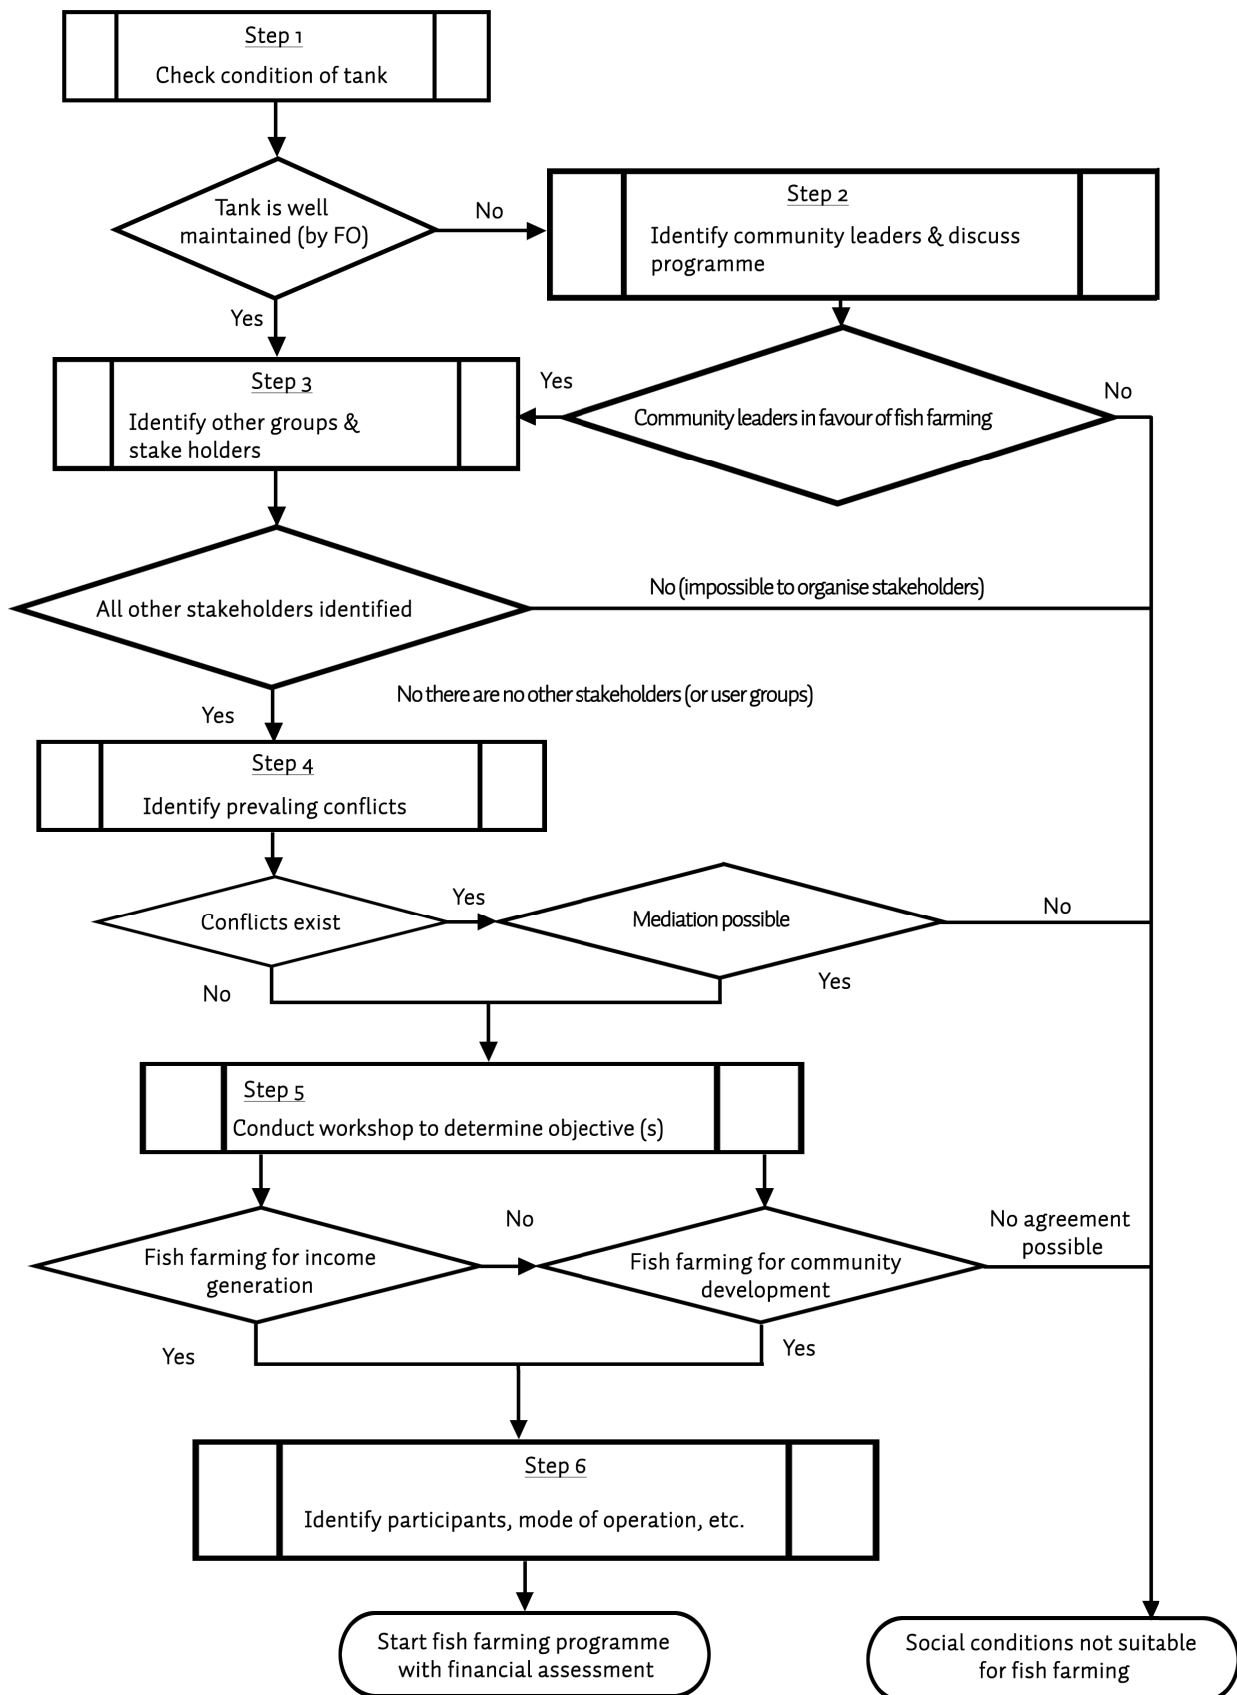 Step 1
Check condition of tank
Tank is well
maintained (by FO)
No
Step 2
Identify community leaders & discuss
programme
Yes
Step 3
Identify other groups &
stake holders
Yes
Community leaders in favour of fish farming
No
All other stakeholders identified
No (impossible to organise stakeholders)
No there are no other stakeholders (or user groups)
Yes
Step 4
Identify prevaling conflicts
Conflicts exist
Yes
Mediation possible
No
No
Yes
Step 5
Conduct workshop to determine objective (s)
Fish farming for income
generation
No
Fish farming for community
development
No agreement
possible
Yes
Yes
Step 6
Identify participants, mode of operation, etc.
Start fish farming programme
with financial assessment
Social conditions not suitable
for fish farming